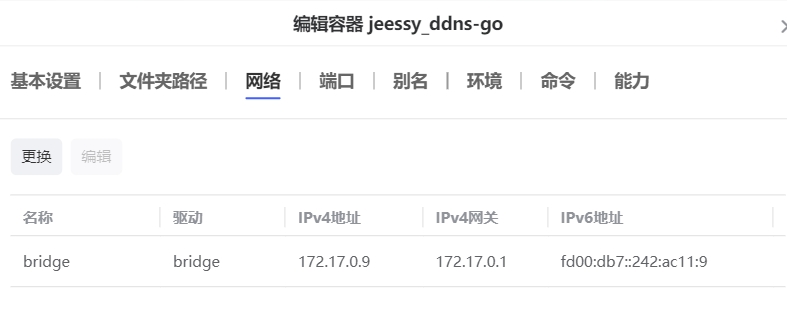 编辑容器 jeessy_ddns-go
基本设置 | 文件夹路径 | 网络 | 端口 | 别名 | 环境 | 命令 | 能力
更换 编辑
名称 驱动 IPv4地址 IPv4网关 IPv6地址
bridge bridge 172.17.0.9 172.17.0.1 fd00:db7::242:ac11:9